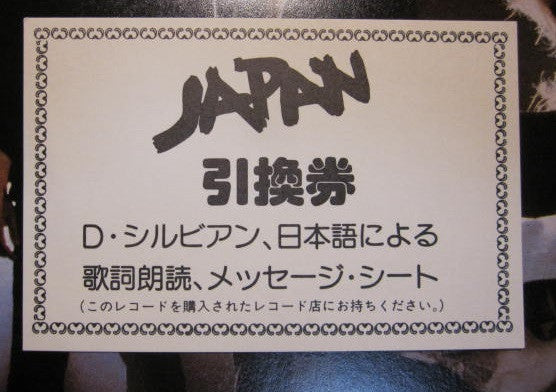 JAPAN
引換券
D・シルビアン、日本語による
歌詞朗読、メッセージ・シート
(このレコードを購入されたレコード店にお持ちください。)